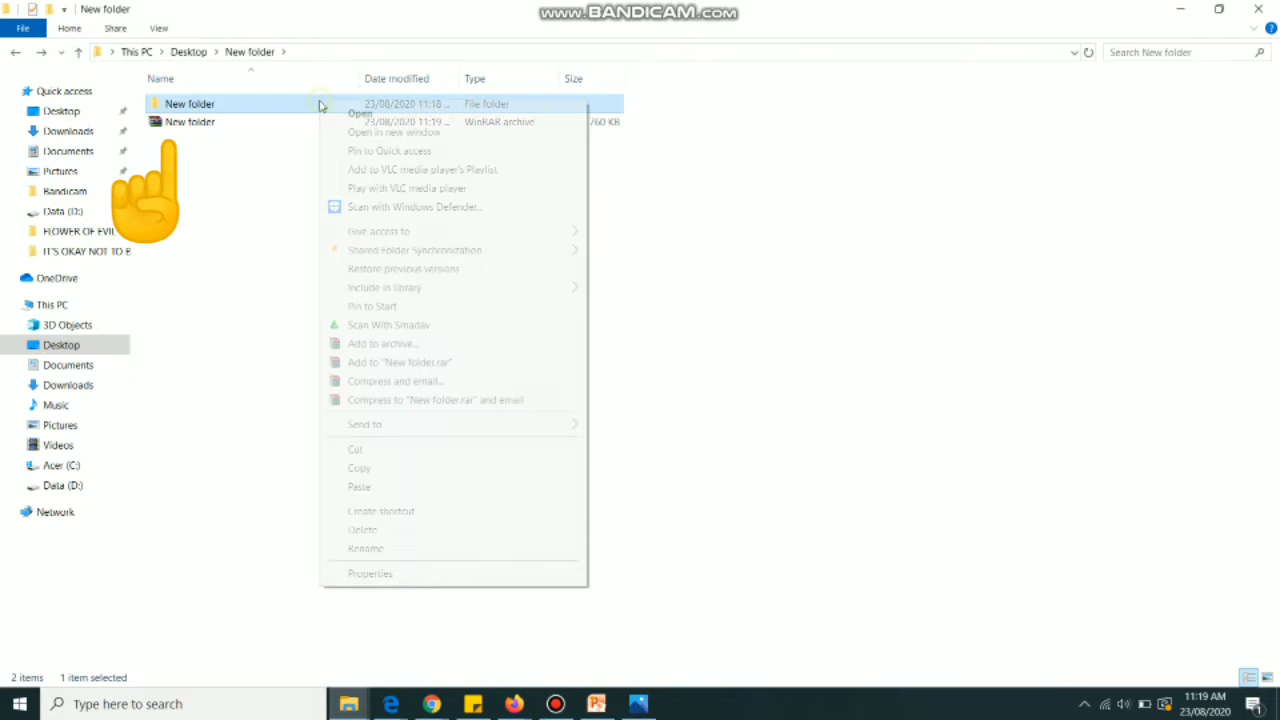 New folder
www.BANDICAM.com
File Home Share View
This PC Desktop New folder
Search New folder
Name Date modified Type Size
New folder 23/08/2020 11:18 ... File folder
New folder 23/08/2020 11:19 ... WinRAR archive 760 KB
Quick access
Desktop
Downloads
Documents
Pictures
Bandicam
Data (D:)
FLOWER OF EVIL
IT'S OKAY NOT TO B
OneDrive
This PC
3D Objects
Desktop
Documents
Downloads
Music
Pictures
Videos
Acer (C:)
Data (D:)
Network
Open
Open in new window
Pin to Quick access
Add to VLC media player's Playlist
Play with VLC media player
Scan with Windows Defender...
Give access to
Shared Folder Synchronization
Restore previous versions
Include in library
Pin to Start
Scan With Smadav
Add to archive...
Add to "New folder.rar"
Compress and email...
Compress to "New folder.rar" and email
Send to
Cut
Copy
Paste
Create shortcut
Delete
Rename
Properties
2 items 1 item selected
Type here to search
11:19 AM
23/08/2020
1